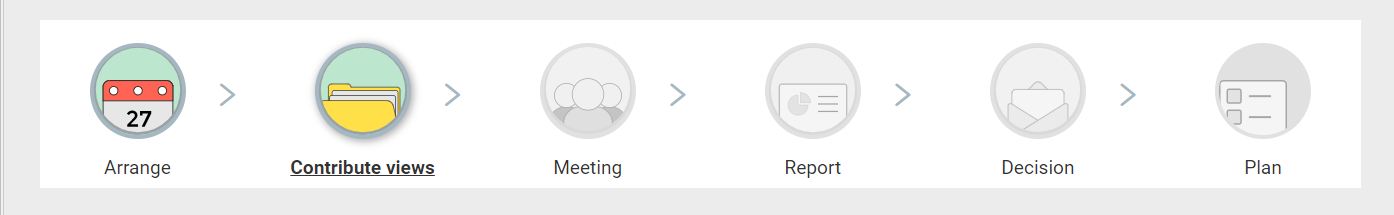 27
Arrange
Contribute views
Meeting
Report
Decision
Plan